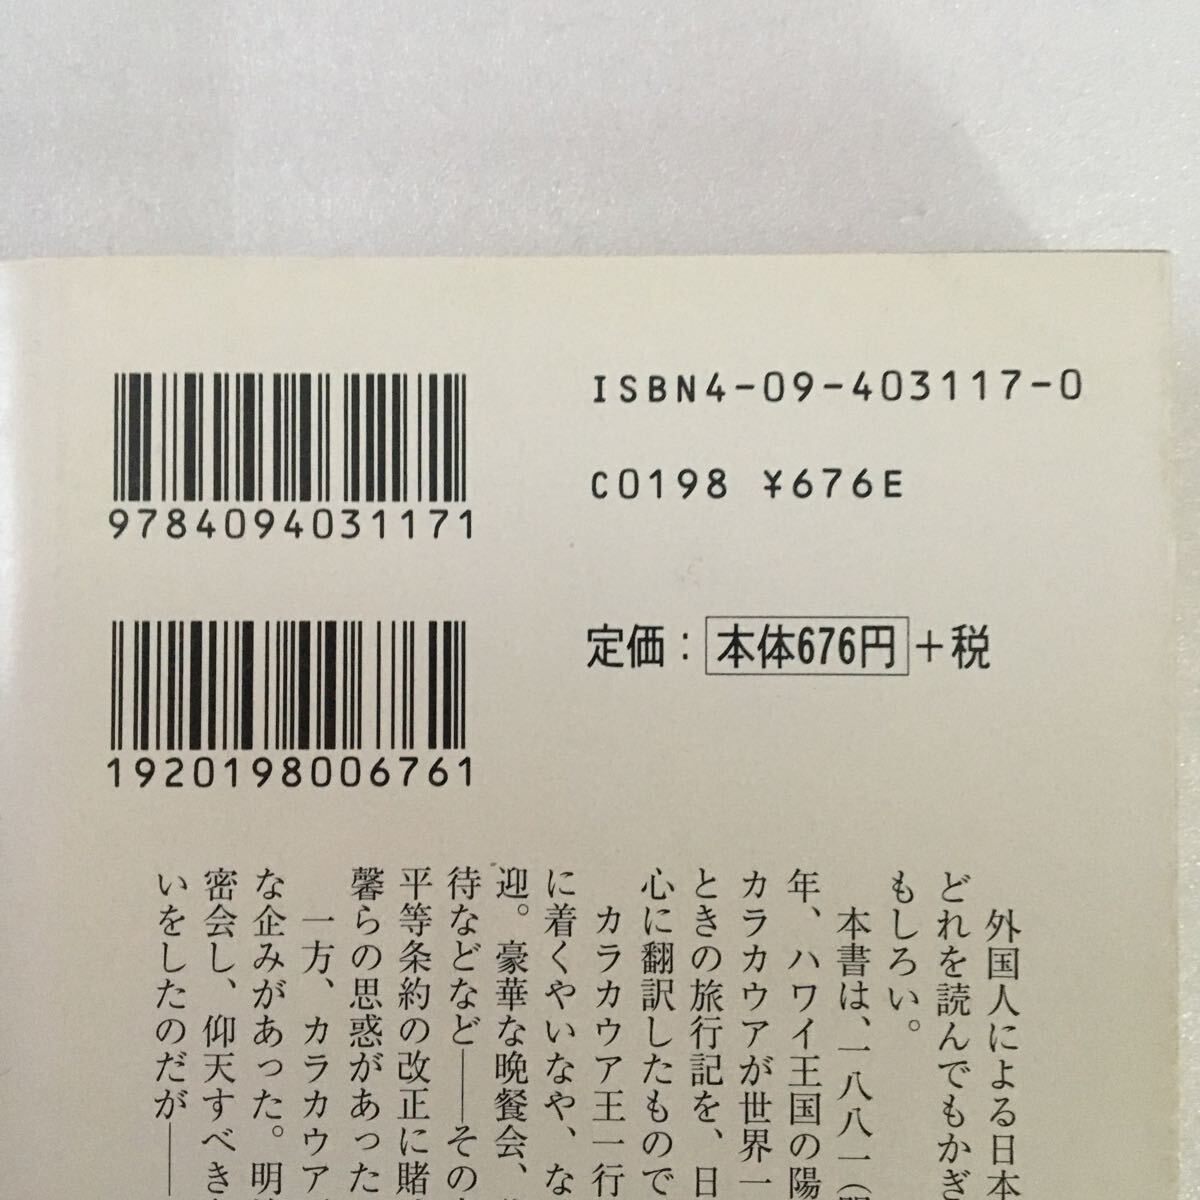 ISBN4-09-403117-0
C0198 ¥676E
9784094031171
定価：本体676円＋税
1920198006761
外国人による日本
どれを読んでもかぎ
もしろい。
本書は、一八八一（
年、ハワイ王国の陽
カラカウアが世界一
ときの旅行記を、日
心に翻訳したもので
カラカウア王一行
に着くやいなや、な
迎。豪華な晩餐会、
待などなど――その
平等条約の改正に賭
馨らの思惑があった
一方、カラカウア
な企みがあった。明
密会し、仰天すべき
いをしたのだが――